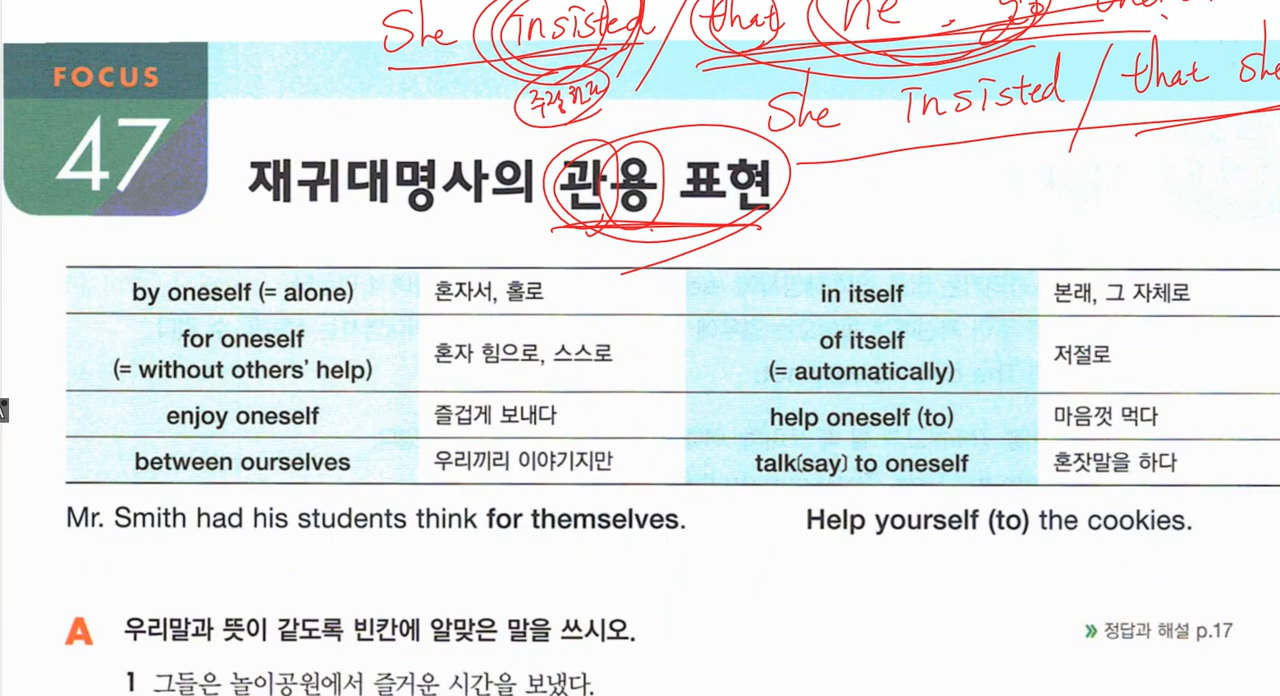 She insisted / that he
She insisted / that she
FOCUS
47
재귀대명사의 관용 표현
by oneself (= alone) 혼자서, 홀로 in itself 본래, 그 자체로
for oneself (= without others' help) 혼자 힘으로, 스스로 of itself (= automatically) 저절로
enjoy oneself 즐겁게 보내다 help oneself (to) 마음껏 먹다
between ourselves 우리끼리 이야기지만 talk(say) to oneself 혼잣말을 하다
Mr. Smith had his students think for themselves. Help yourself (to) the cookies.
A 우리말과 뜻이 같도록 빈칸에 알맞은 말을 쓰시오. » 정답과 해설 p.17
1 그들은 놀이공원에서 즐거운 시간을 보냈다.